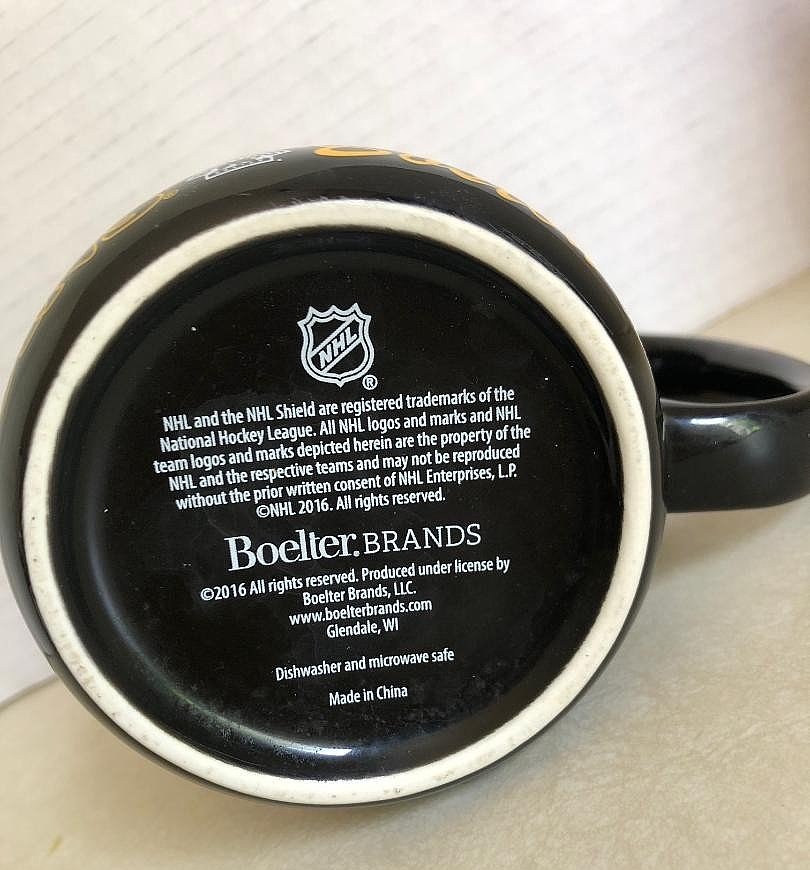 NHL
®
NHL and the NHL Shield are registered trademarks of the
National Hockey League. All NHL logos and marks and NHL
team logos and marks depicted herein are the property of the
NHL and the respective teams and may not be reproduced
without the prior written consent of NHL Enterprises, L.P.
©NHL 2016. All rights reserved.
Boelter. BRANDS
©2016 All rights reserved. Produced under license by
Boelter Brands, LLC.
www.boelterbrands.com
Glendale, WI
Dishwasher and microwave safe
Made in China